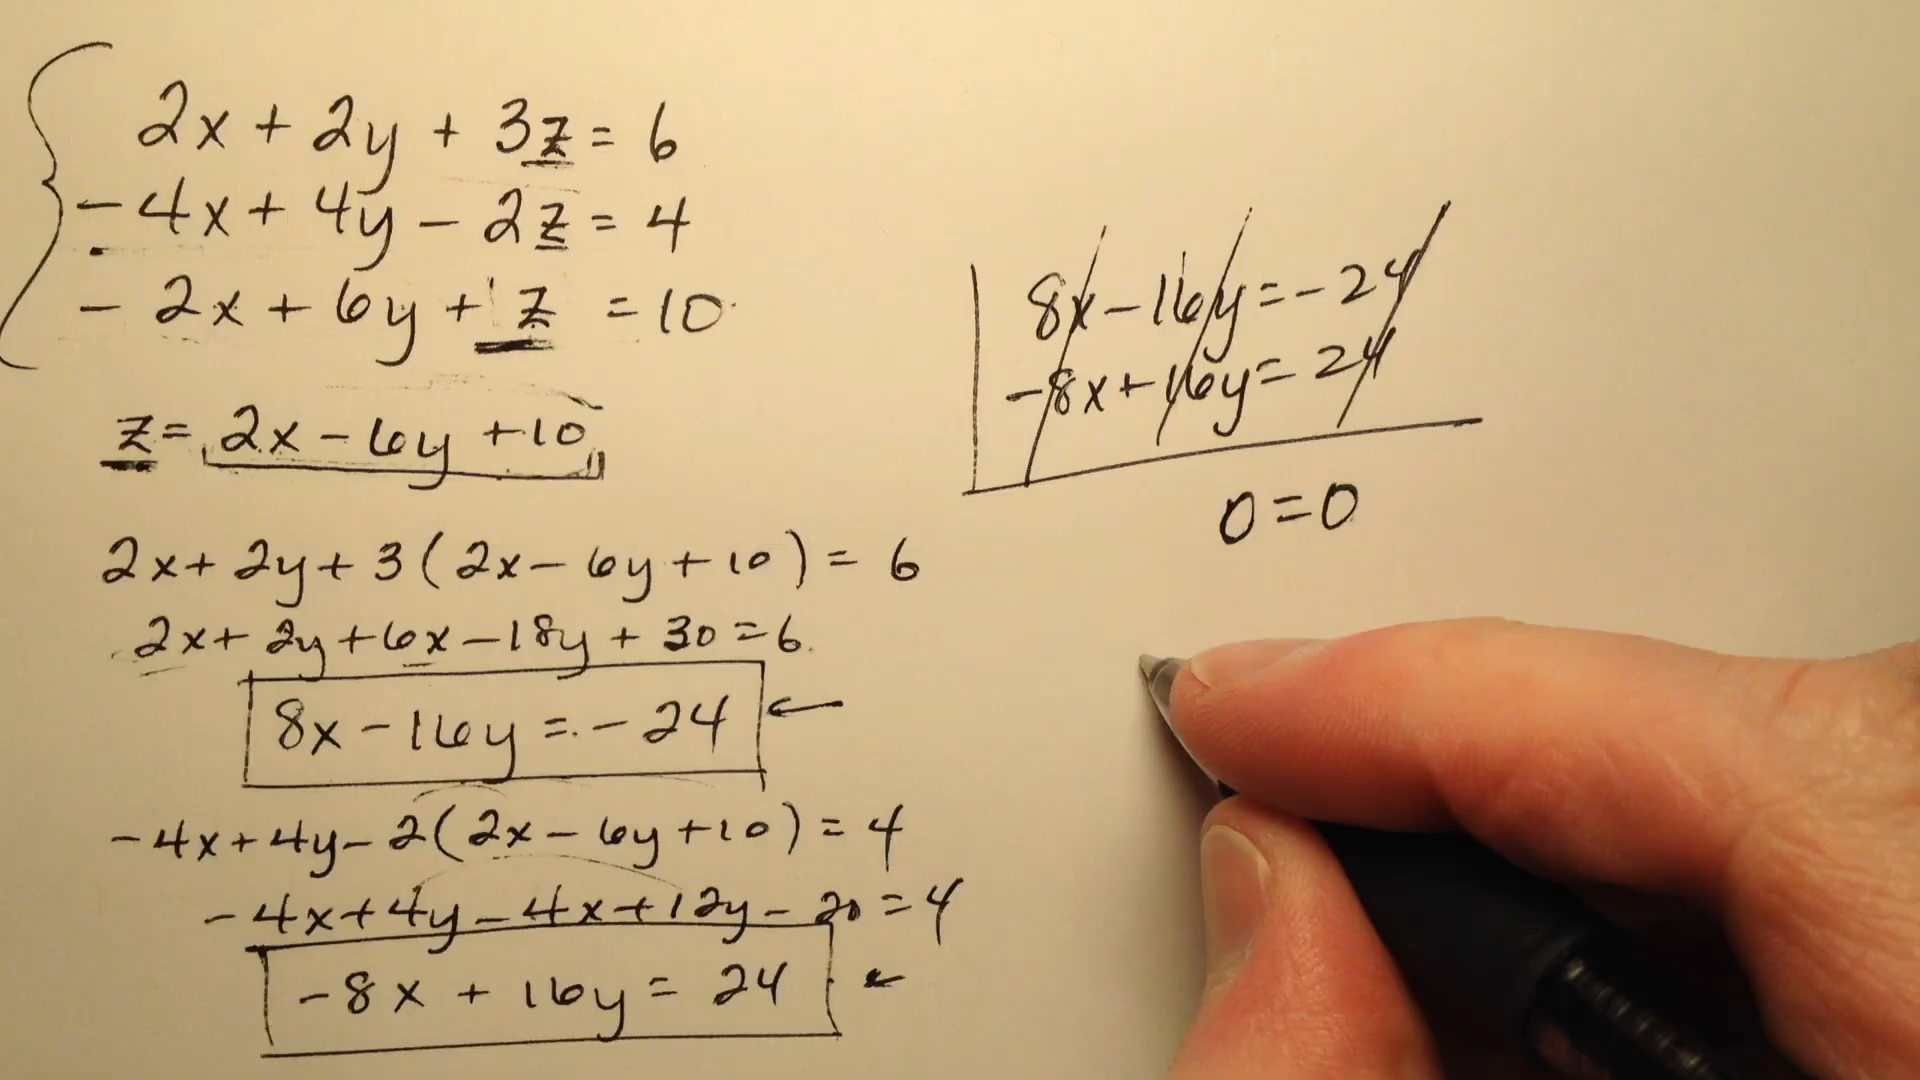 2x + 2y + 3z = 6
-4x + 4y - 2z = 4
-2x + 6y + z = 10
z = 2x - 6y + 10
2x + 2y + 3(2x - 6y + 10) = 6
2x + 2y + 6x - 18y + 30 = 6
8x - 16y = -24
-4x + 4y - 2(2x - 6y + 10) = 4
-4x + 4y - 4x + 12y - 20 = 4
-8x + 16y = 24
8x - 16y = -24
-8x + 16y = 24
0 = 0